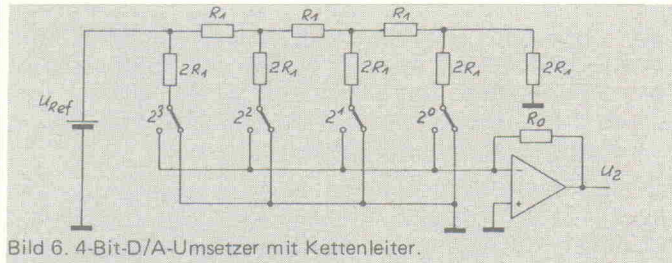 R₁ R₁ R₁
2R₁ 2R₁ 2R₁ 2R₁ 2R₁
U_Ref
2³ 2² 2¹ 2⁰
R₀
−
+
U₂
Bild 6. 4-Bit-D/A-Umsetzer mit Kettenleiter.